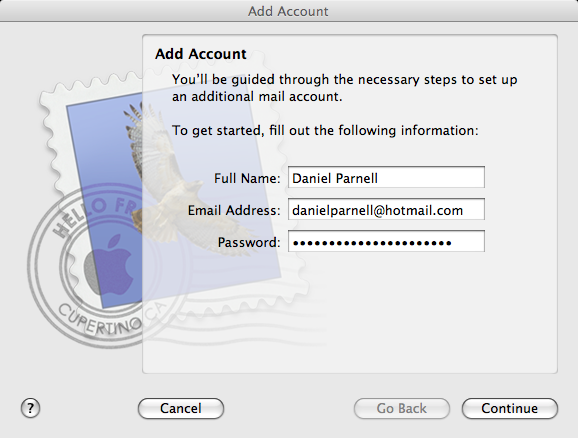 Add Account
Add Account
You'll be guided through the necessary steps to set up
an additional mail account.
To get started, fill out the following information:
Full Name: Daniel Parnell
Email Address: danielparnell@hotmail.com
Password: ••••••••••••••••••••••
HELLO FR
CUPERTINO CA
? Cancel Go Back Continue